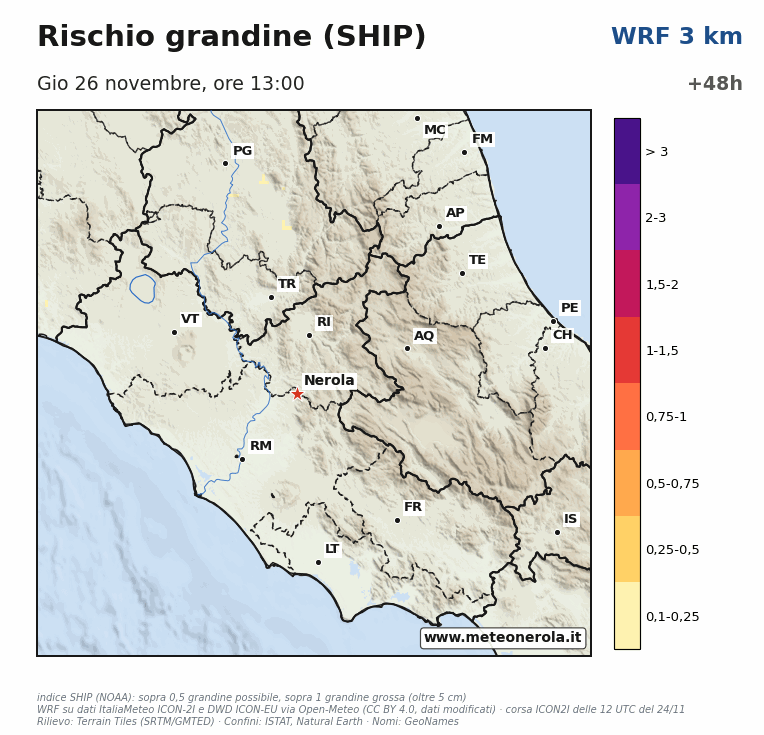 Rischio grandine (SHIP)
WRF 3 km
Gio 26 novembre, ore 13:00
+48h
MC
FM
PG
AP
TE
TR
PE
VT
RI
AQ
CH
Nerola
RM
FR
IS
LT
www.meteonerola.it
> 3
2-3
1,5-2
1-1,5
0,75-1
0,5-0,75
0,25-0,5
0,1-0,25
indice SHIP (NOAA): sopra 0,5 grandine possibile, sopra 1 grandine grossa (oltre 5 cm)
WRF su dati ItaliaMeteo ICON-2I e DWD ICON-EU via Open-Meteo (CC BY 4.0, dati modificati) · corsa ICON2I delle 12 UTC del 24/11
Rilievo: Terrain Tiles (SRTM/GMTED) · Confini: ISTAT, Natural Earth · Nomi: GeoNames